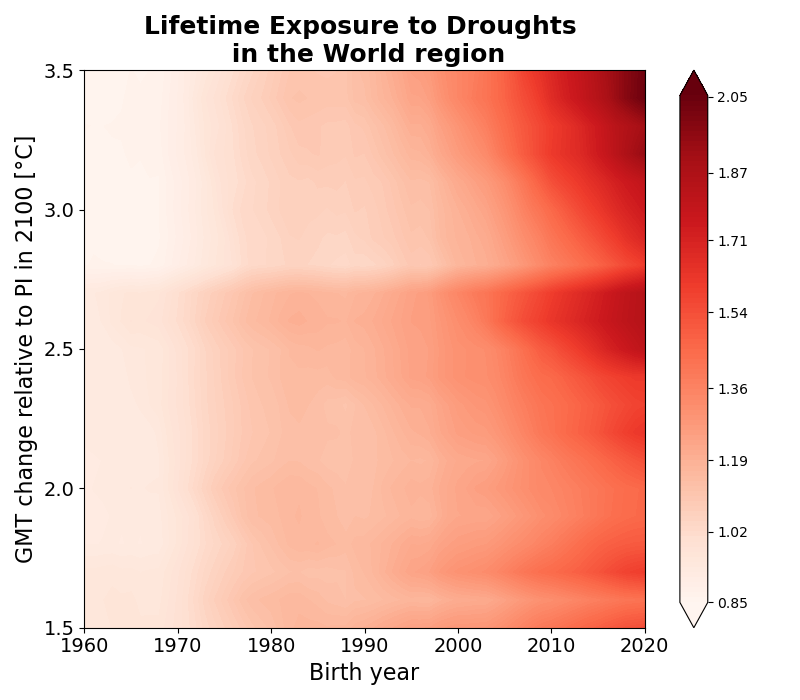 Lifetime Exposure to Droughts
in the World region
GMT change relative to PI in 2100 [°C]
3.5
3.0
2.5
2.0
1.5
1960 1970 1980 1990 2000 2010 2020
Birth year
2.05
1.87
1.71
1.54
1.36
1.19
1.02
0.85